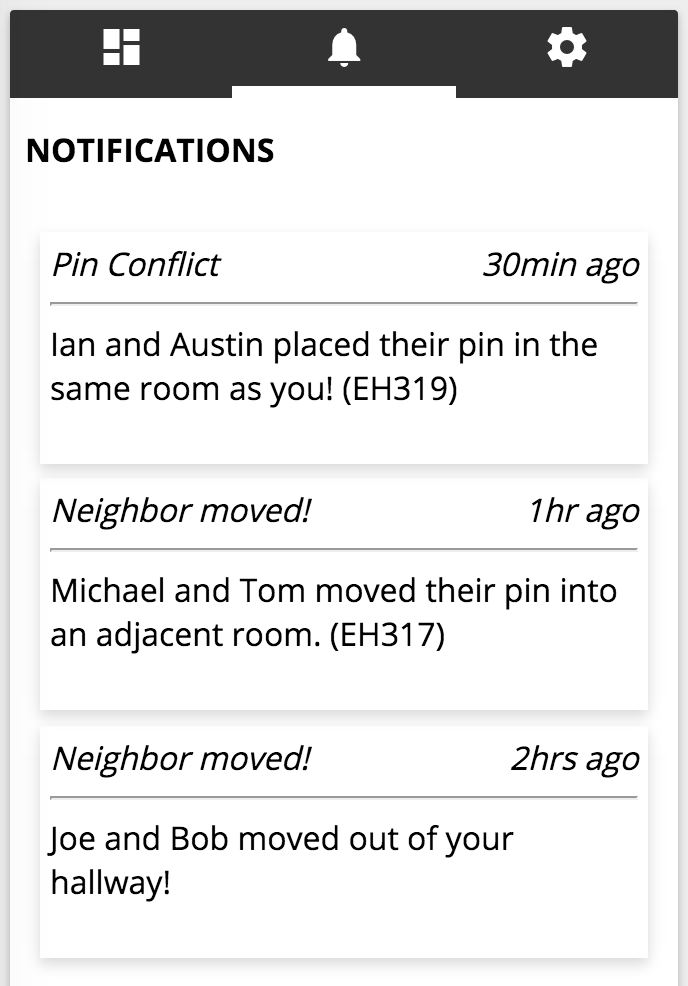 NOTIFICATIONS
Pin Conflict 30min ago
Ian and Austin placed their pin in the
same room as you! (EH319)
Neighbor moved! 1hr ago
Michael and Tom moved their pin into
an adjacent room. (EH317)
Neighbor moved! 2hrs ago
Joe and Bob moved out of your
hallway!